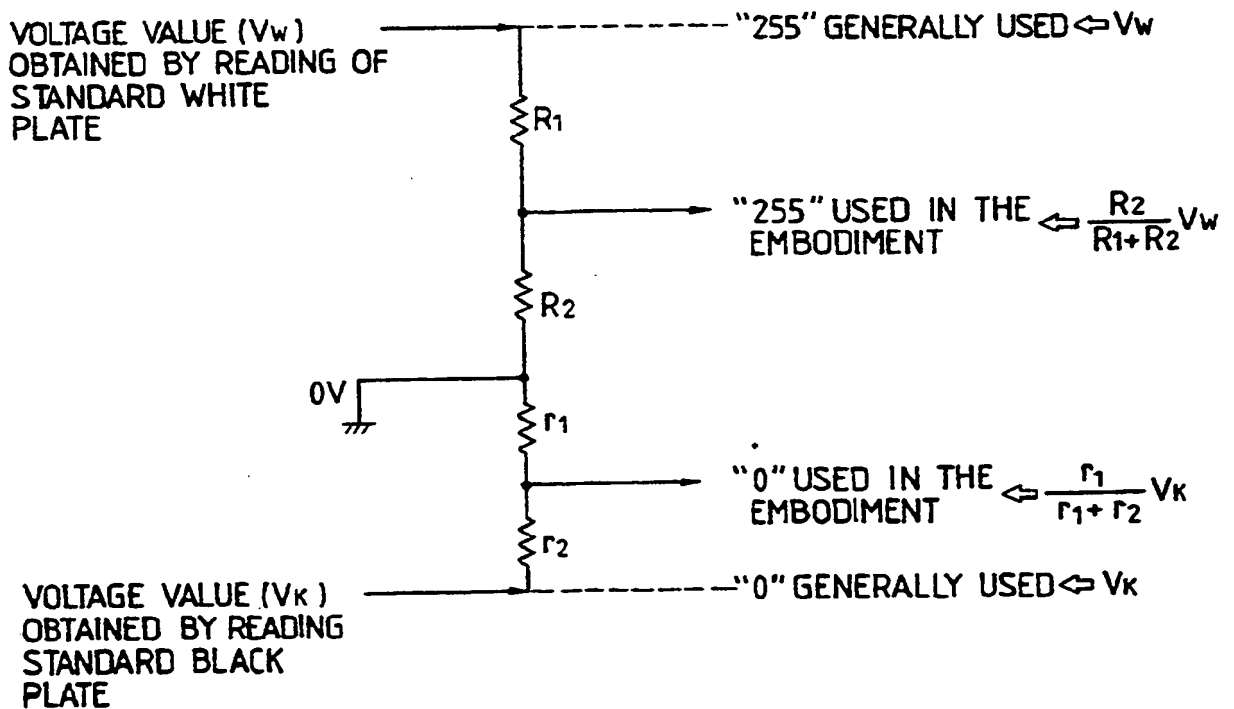 VOLTAGE VALUE (VW)
OBTAINED BY READING OF
STANDARD WHITE
PLATE
"255" GENERALLY USED ⇦ VW
R1
"255" USED IN THE
EMBODIMENT
⇦ R2
R1+R2 VW
R2
0V
r1
"0" USED IN THE
EMBODIMENT
⇦ r1
r1+r2 VK
r2
VOLTAGE VALUE (VK)
OBTAINED BY READING
STANDARD BLACK
PLATE
"0" GENERALLY USED ⇦ VK